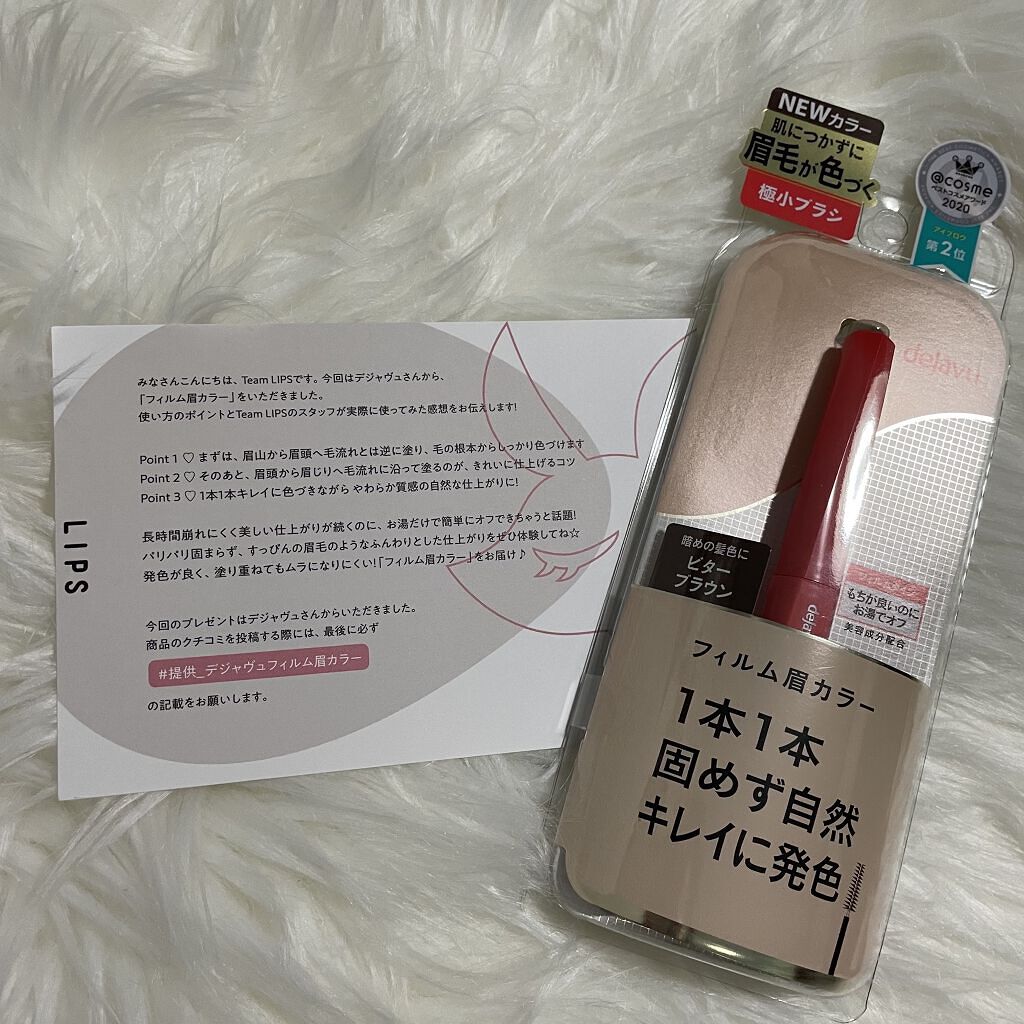 みなさんこんにちは、Team LIPSです。今回はデジャヴュさんから、
「フィルム眉カラー」をいただきました。
使い方のポイントとTeam LIPSのスタッフが実際に使ってみた感想をお伝えします!
Point 1 ♡ まずは、眉山から眉頭へ毛流れとは逆に塗り、毛の根本からしっかり色づけます
Point 2 ♡ そのあと、眉頭から眉じりへ毛流れに沿って塗るのが、きれいに仕上げるコツ
Point 3 ♡ 1本1本キレイに色づきながら やわらか質感の自然な仕上がりに!
長時間崩れにくく美しい仕上がりが続くのに、お湯だけで簡単にオフできちゃうと話題!
パリパリ固まらず、すっぴんの眉毛のようなふんわりとした仕上がりをぜひ体験してね☆
発色が良く、塗り重ねてもムラになりにくい!「フィルム眉カラー」をお届け♪
今回のプレゼントはデジャヴュさんからいただきました。
商品のクチコミを投稿する際には、最後に必ず
#提供_デジャヴュフィルム眉カラー
の記載をお願いします。
LIPS
NEWカラー
肌につかずに
眉毛が色づく
極小ブラシ
@cosme
ベストコスメアワード
2020
アイブロウ
第2位
dejavu
暗めの髪色に
ビター
ブラウン
deja
フィルムタイプ
もちが良いのに
お湯でオフ
美容成分配合
フィルム眉カラー
1本1本
固めず自然
キレイに発色